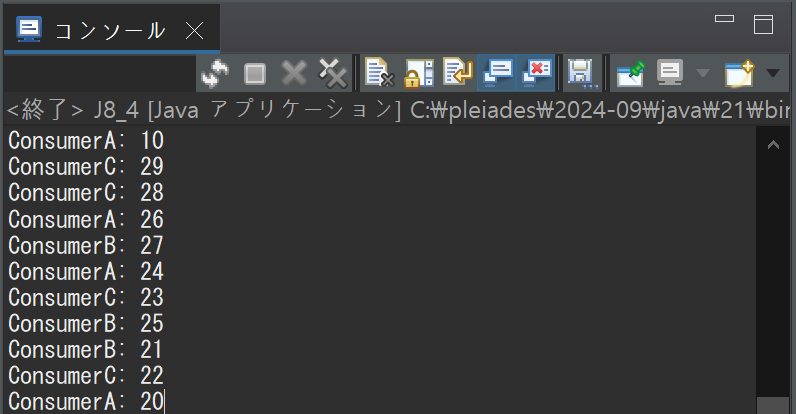 コンソール
<終了> J8_4 [Java アプリケーション] C:₩pleiades₩2024-09₩java₩21₩bin
ConsumerA: 10
ConsumerC: 29
ConsumerC: 28
ConsumerA: 26
ConsumerB: 27
ConsumerA: 24
ConsumerC: 23
ConsumerB: 25
ConsumerB: 21
ConsumerC: 22
ConsumerA: 20